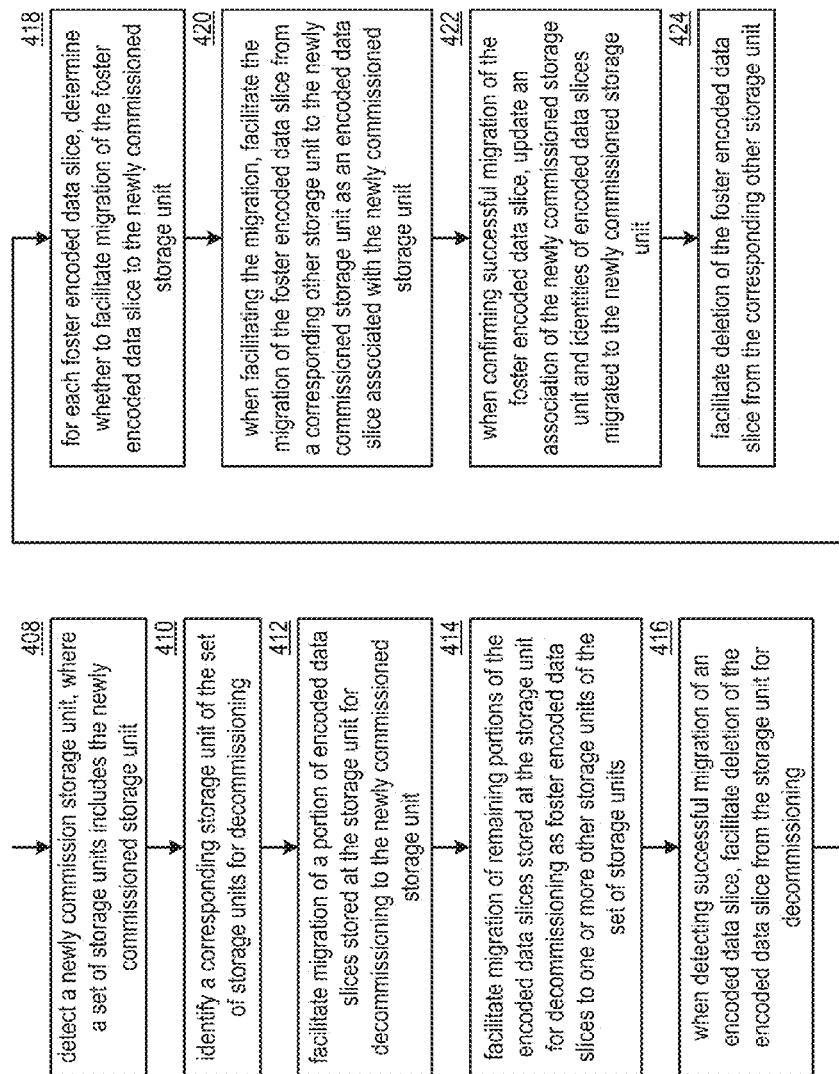 408
detect a newly commission storage unit, where
a set of storage units includes the newly
commissioned storage unit
410
identify a corresponding storage unit of the set
of storage units for decommissioning
412
facilitate migration of a portion of encoded data
slices stored at the storage unit for
decommissioning to the newly commissioned
storage unit
414
facilitate migration of remaining portions of the
encoded data slices stored at the storage unit
for decommissioning as foster encoded data
slices to one or more other storage units of the
set of storage units
416
when detecting successful migration of an
encoded data slice, facilitate deletion of the
encoded data slice from the storage unit for
decommissioning
418
for each foster encoded data slice, determine
whether to facilitate migration of the foster
encoded data slice to the newly commissioned
storage unit
420
when facilitating the migration, facilitate the
migration of the foster encoded data slice from
a corresponding other storage unit to the newly
commissioned storage unit as an encoded data
slice associated with the newly commissioned
storage unit
422
when confirming successful migration of the
foster encoded data slice, update an
association of the newly commissioned storage
unit and identities of encoded data slices
migrated to the newly commissioned storage
unit
424
facilitate deletion of the foster encoded data
slice from the corresponding other storage unit